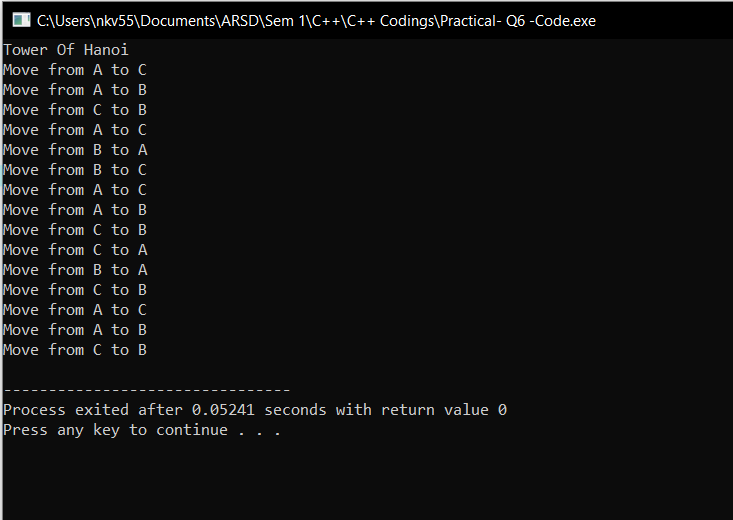 C:\Users\nkv55\Documents\ARSD\Sem 1\C++\C++ Codings\Practical- Q6 -Code.exe
Tower Of Hanoi
Move from A to C
Move from A to B
Move from C to B
Move from A to C
Move from B to A
Move from B to C
Move from A to C
Move from A to B
Move from C to B
Move from C to A
Move from B to A
Move from C to B
Move from A to C
Move from A to B
Move from C to B
--------------------------------
Process exited after 0.05241 seconds with return value 0
Press any key to continue . . .